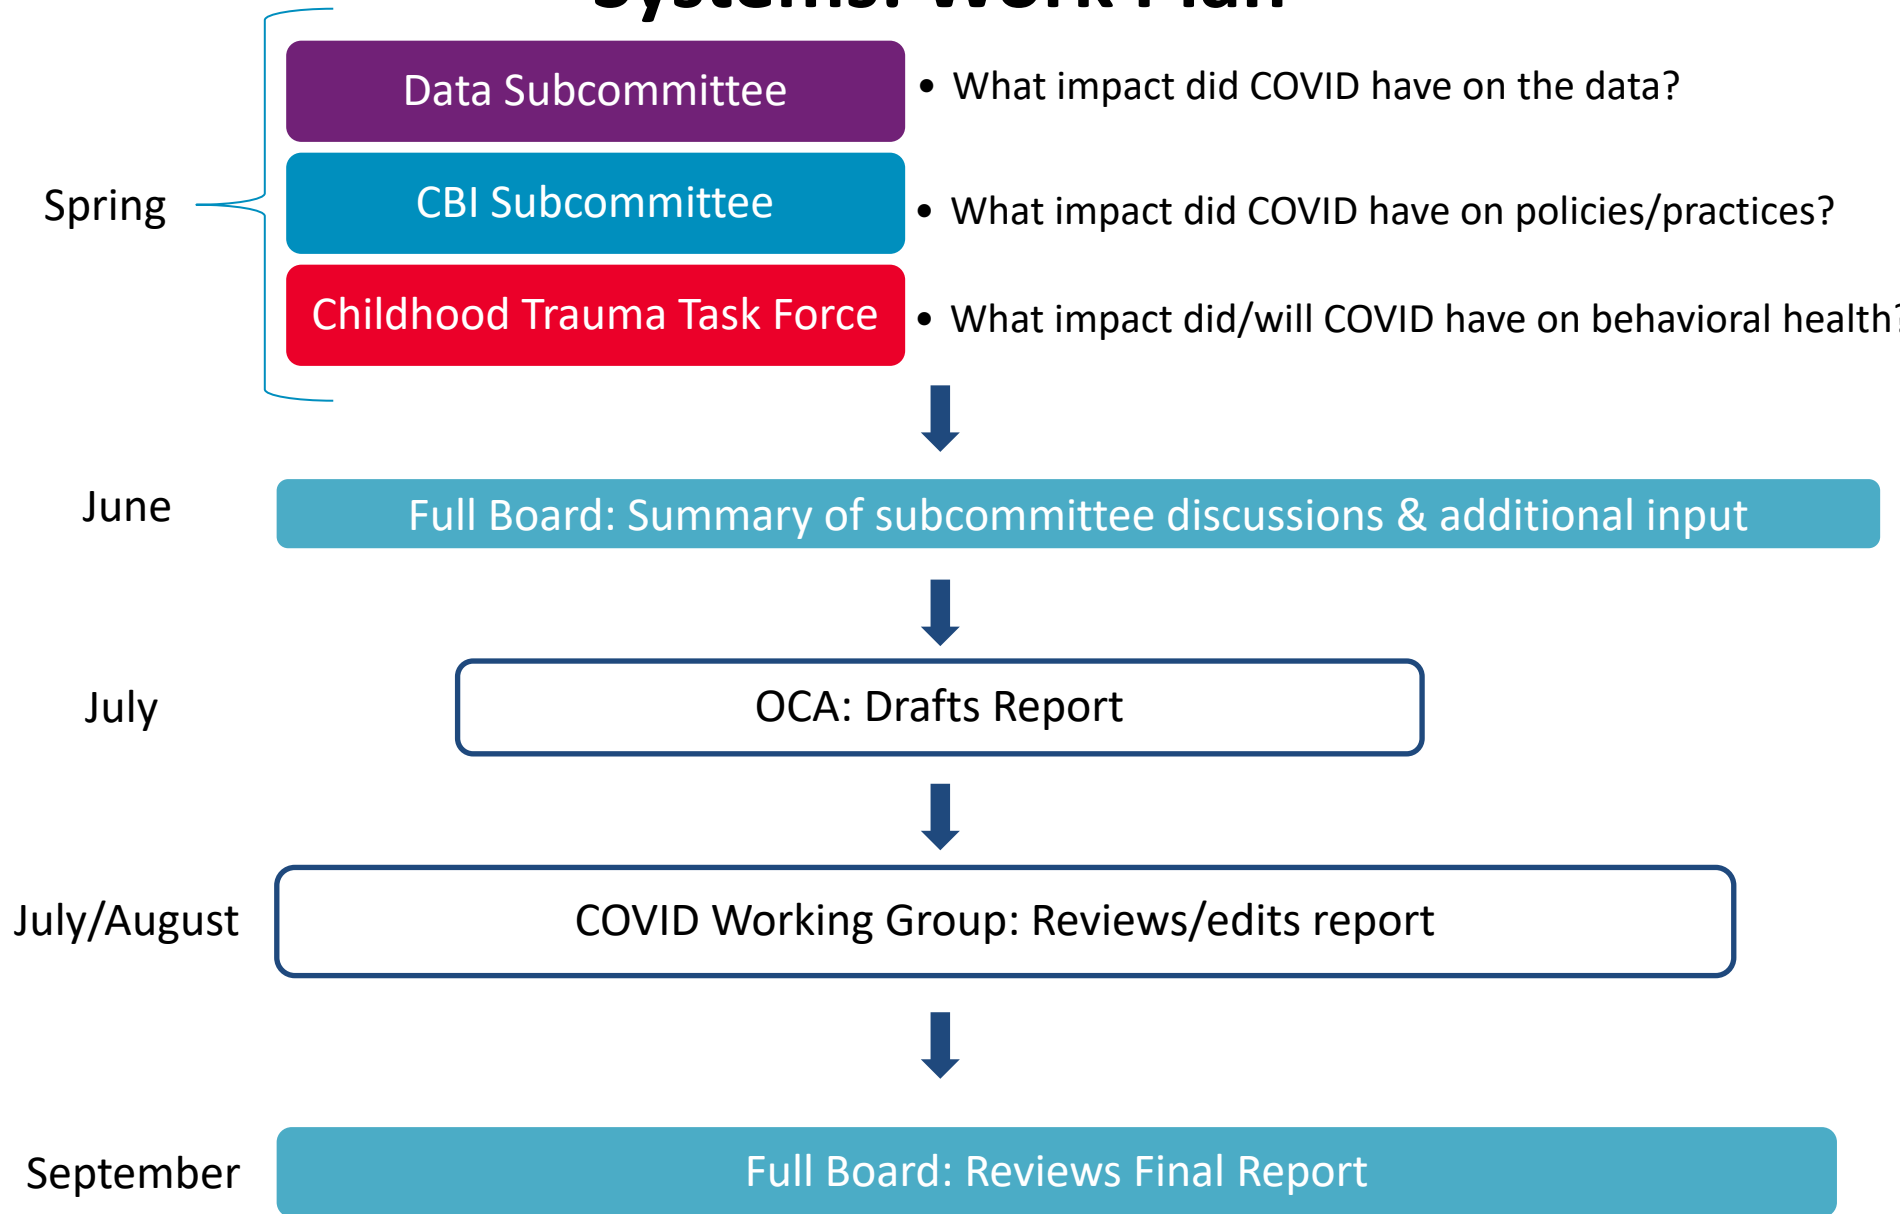 Systems: Work Plan
Data Subcommittee
• What impact did COVID have on the data?
Spring
CBI Subcommittee
• What impact did COVID have on policies/practices?
Childhood Trauma Task Force
• What impact did/will COVID have on behavioral health?
June
Full Board: Summary of subcommittee discussions & additional input
July
OCA: Drafts Report
July/August
COVID Working Group: Reviews/edits report
September
Full Board: Reviews Final Report